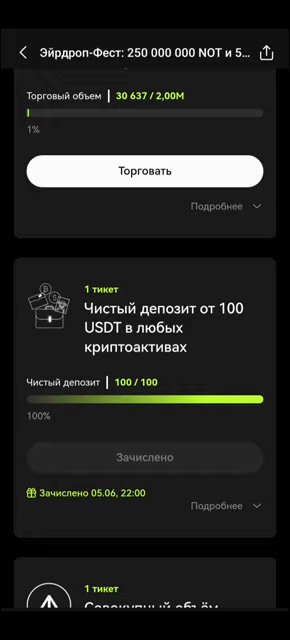 Эйрдроп-Фест: 250 000 000 NOT и 5...
Торговый объем | 30 637 / 2,00M
1%
Торговать
Подробнее
1 тикет
Чистый депозит от 100
USDT в любых
криптоактивах
Чистый депозит | 100 / 100
100%
Зачислено
Зачислено 05.06, 22:00
Подробнее
1 тикет
Совокупный объём